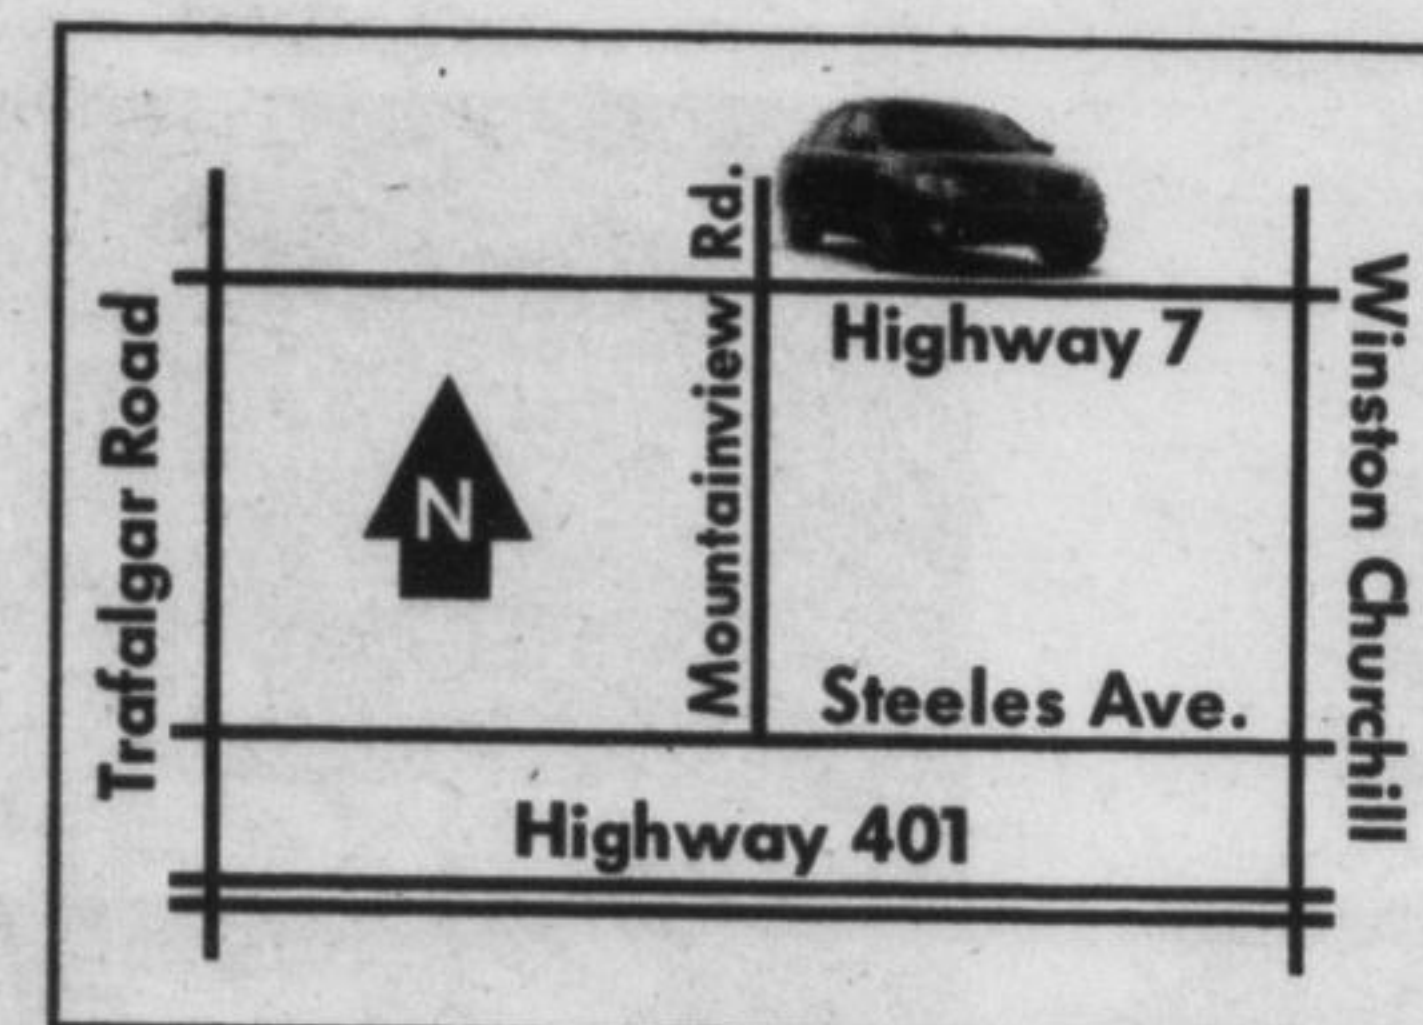 Trafalgar Road
Mountainview Rd.
Highway 7
N
Steeles Ave.
Highway 401
Winston Churchill